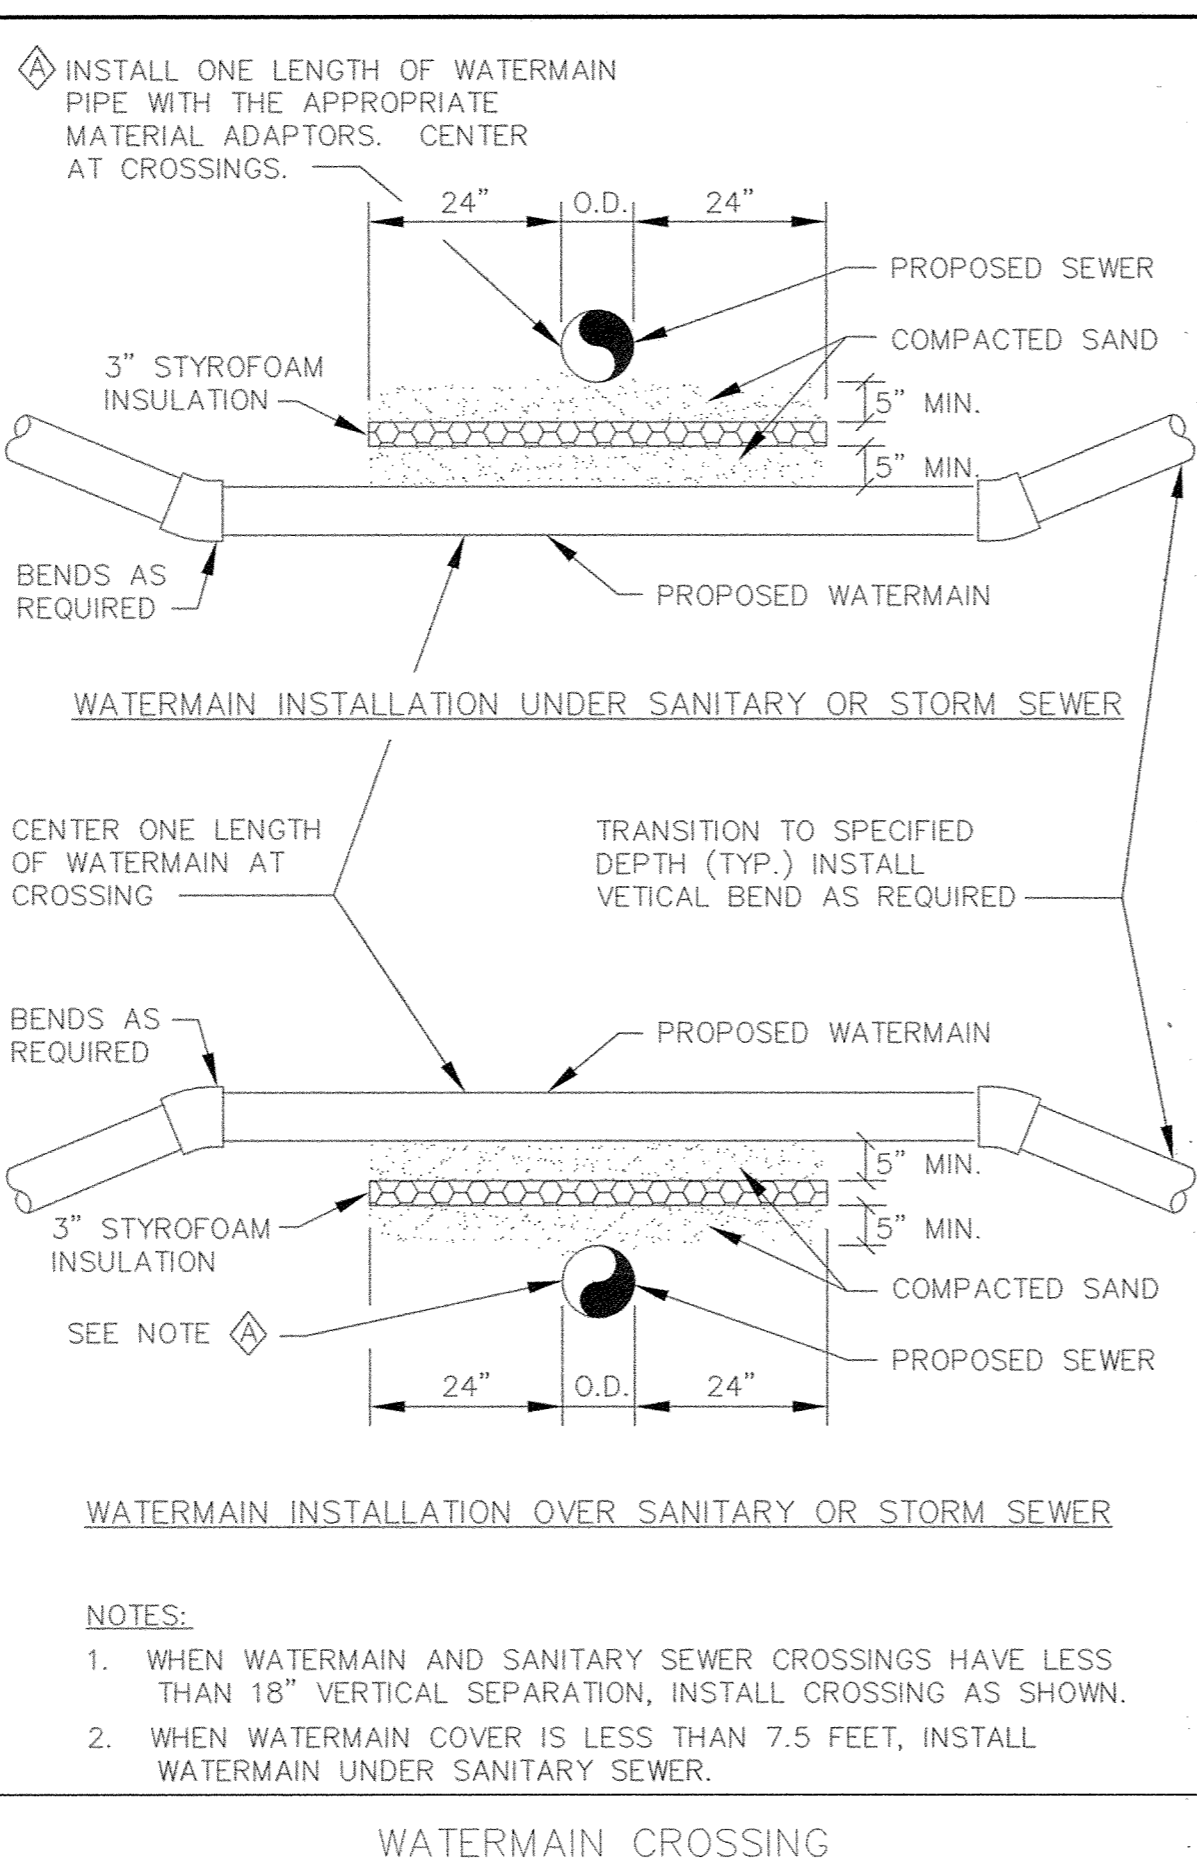 A INSTALL ONE LENGTH OF WATERMAIN
PIPE WITH THE APPROPRIATE
MATERIAL ADAPTORS. CENTER
AT CROSSINGS.
24" O.D. 24"
PROPOSED SEWER
COMPACTED SAND
3" STYROFOAM
INSULATION
5" MIN.
5" MIN.
BENDS AS
REQUIRED
PROPOSED WATERMAIN
WATERMAIN INSTALLATION UNDER SANITARY OR STORM SEWER
CENTER ONE LENGTH
OF WATERMAIN AT
CROSSING
TRANSITION TO SPECIFIED
DEPTH (TYP.) INSTALL
VETICAL BEND AS REQUIRED
BENDS AS
REQUIRED
PROPOSED WATERMAIN
5" MIN.
5" MIN.
3" STYROFOAM
INSULATION
COMPACTED SAND
SEE NOTE A
PROPOSED SEWER
24" O.D. 24"
WATERMAIN INSTALLATION OVER SANITARY OR STORM SEWER
NOTES:
1. WHEN WATERMAIN AND SANITARY SEWER CROSSINGS HAVE LESS
THAN 18" VERTICAL SEPARATION, INSTALL CROSSING AS SHOWN.
2. WHEN WATERMAIN COVER IS LESS THAN 7.5 FEET, INSTALL
WATERMAIN UNDER SANITARY SEWER.
WATERMAIN CROSSING